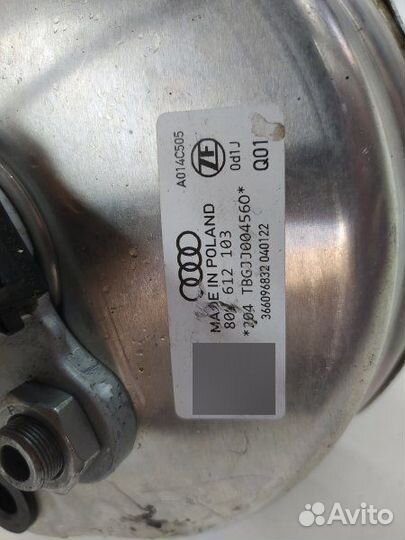 A014C505
ZF
0d1J
Q01
MADE IN POLAND
612 103
*204 TBGJJ004560*
366096832 040122
Avito